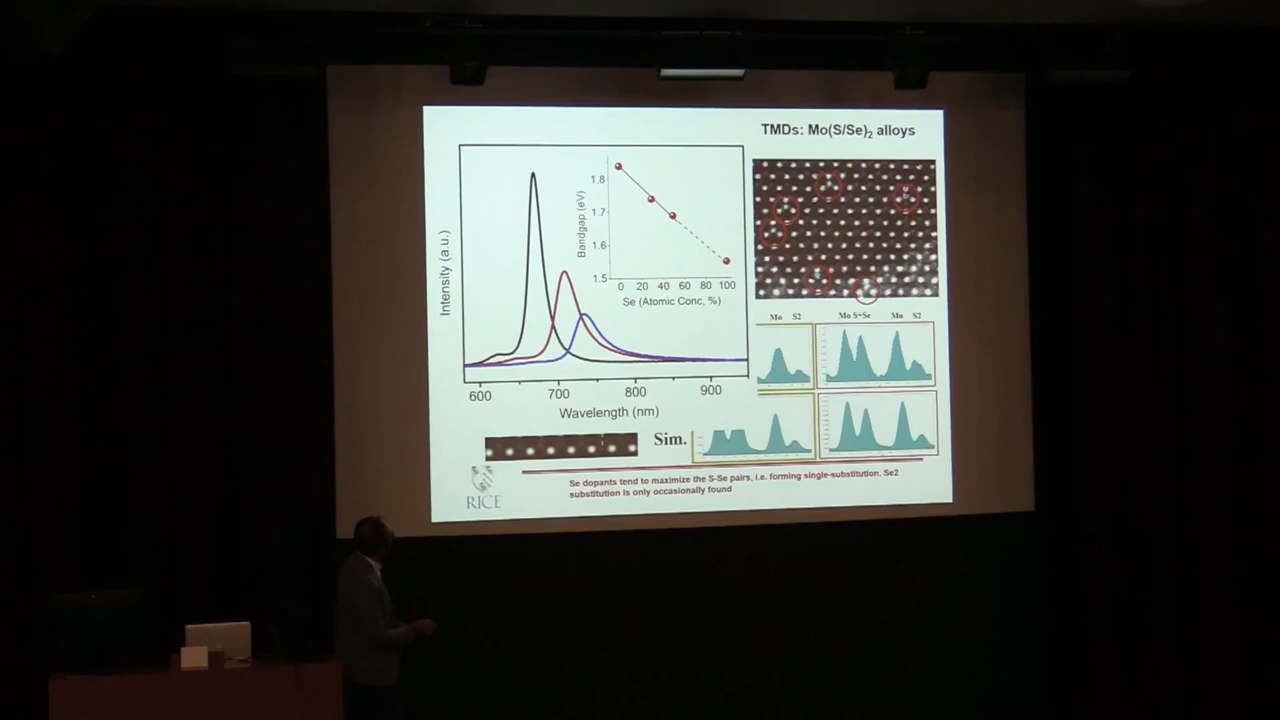 TMDs: Mo(S/Se)2 alloys
Intensity (a.u.)
Bandgap (eV)
1.8
1.7
1.6
1.5
0 20 40 60 80 100
Se (Atomic Conc, %)
600 700 800 900
Wavelength (nm)
Mo S2 Mo S+Se Mo S2
Sim.
RICE
Se dopants tend to maximize the S-Se pairs, i.e. forming single-substitution. Se2
substitution is only occasionally found